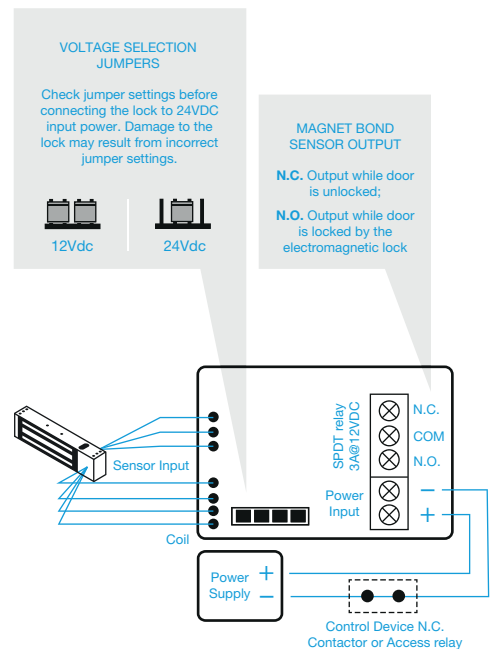 VOLTAGE SELECTION
JUMPERS
Check jumper settings before
connecting the lock to 24VDC
input power. Damage to the
lock may result from incorrect
jumper settings.
12Vdc
24Vdc
MAGNET BOND
SENSOR OUTPUT
N.C. Output while door
is unlocked;
N.O. Output while door
is locked by the
electromagnetic lock
SPDT relay
3A@12VDC
N.C.
COM
N.O.
Sensor Input
Power
Input
−
+
Coil
Power
Supply
+
−
Control Device N.C.
Contactor or Access relay